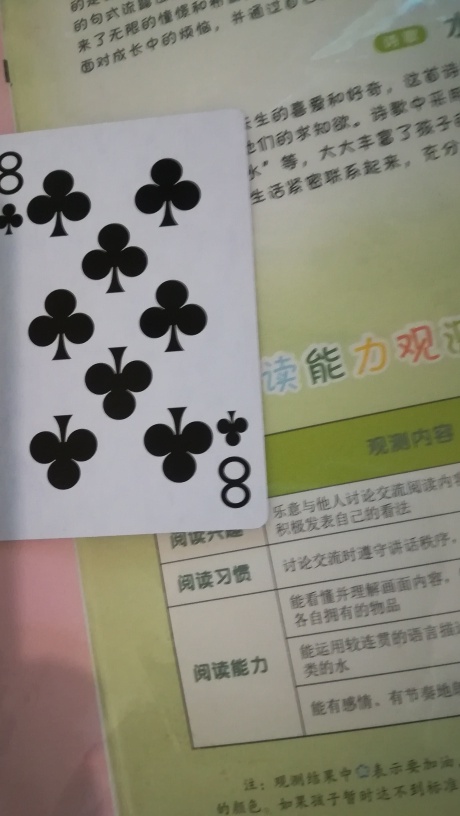 的句式
来了无限的憧憬和
面对成长中的烦恼，并通过
生的喜爱和好奇，这首诗
们的求知欲。诗歌中采用
水"等，大大丰富了孩子
生活紧密联系起来，充分
8
读能力观测
观测内容
乐意与他人讨论交流阅读内容
积极发表自己的看法
阅读兴趣
阅读习惯
讨论交流时遵守讲话秩序，
能看懂并理解画面内容，
各自拥有的物品
阅读能力
能运用较连贯的语言描述
类的水
能有感情、有节奏地朗
8
注：观测结果中☆表示要加油，
的颜色。如果孩子暂时达不到标准